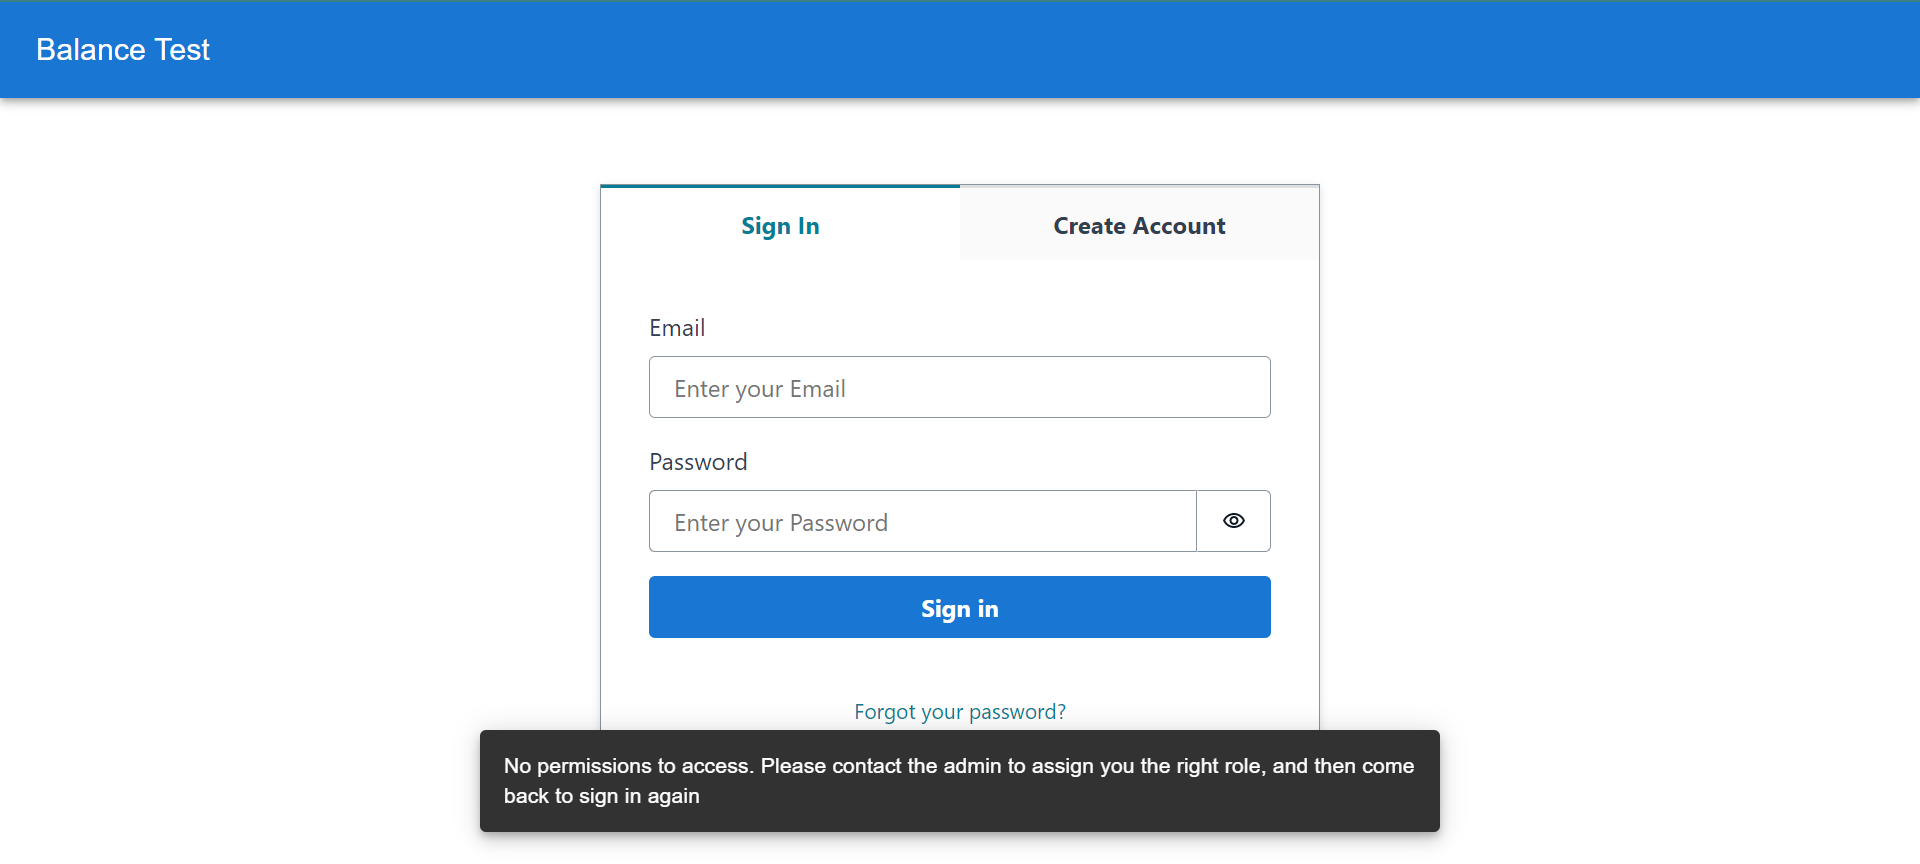 Balance Test
Sign In
Create Account
Email
Enter your Email
Password
Enter your Password
Sign in
Forgot your password?
No permissions to access. Please contact the admin to assign you the right role, and then come
back to sign in again